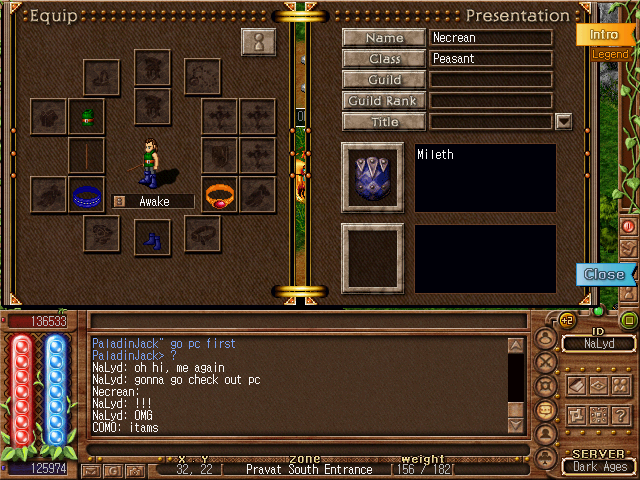 Equip
Presentation
Name Necrean
Class Peasant
Guild
Guild Rank
Title
Intro
Legend
Mileth
Awake
Close
136533
125974
PaladinJack" go pc first
PaladinJack> ?
NaLyd: oh hi, me again
NaLyd: gonna go check out pc
Necrean:
NaLyd: !!!
NaLyd: OMG
COMO: itams
+2
ID
NaLyd
?
SERVER
Dark Ages
X Y zone weight
32, 22 Pravat South Entrance 156 / 182